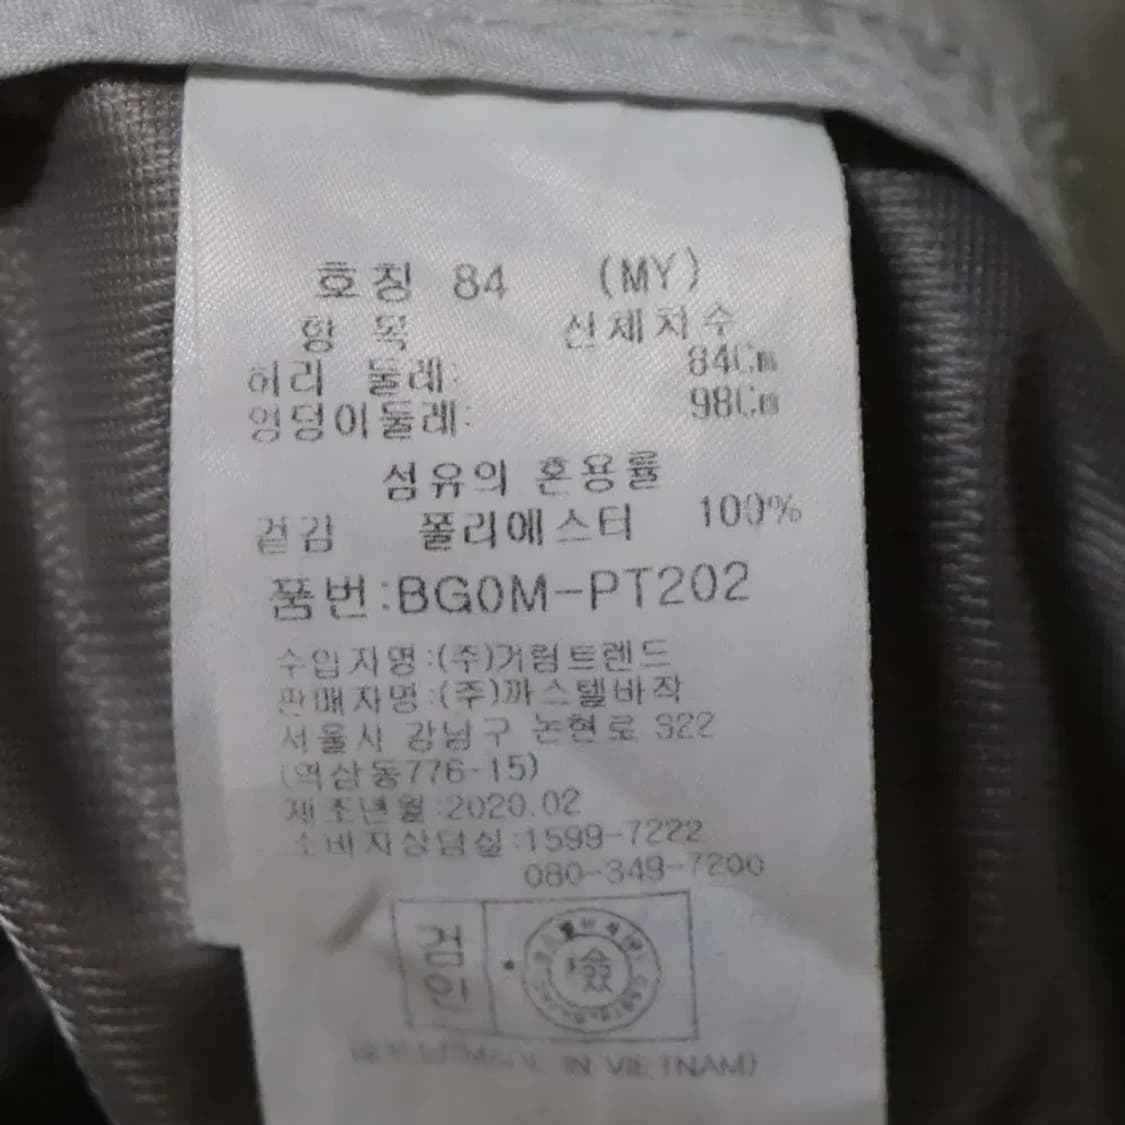 호칭 84 (MY)
항 목 신체치수
허리 둘레: 84Cm
엉덩이둘레: 98Cm
섬유의 혼용률
겉감 폴리에스터 100%
품번:BG0M-PT202
수입자명:(주)거림트렌드
판매자명:(주)까스텔바작
서울시 강남구 논현로 322
(역삼동776-15)
제조년월:2020.02
소비자상담실:1599-7222
080-349-7200
검인
IN VIETNAM)